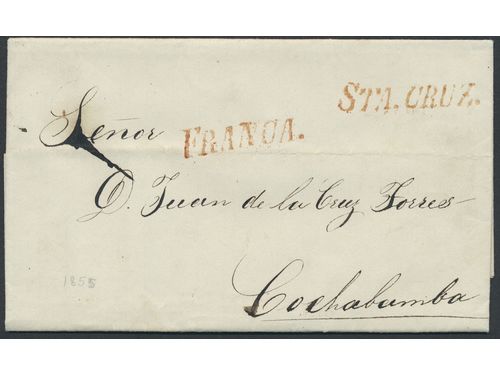 STA. CRUZ.
Señor
FRANCA.
D. Juan de la Cruz Torres
1855
Cochabamba